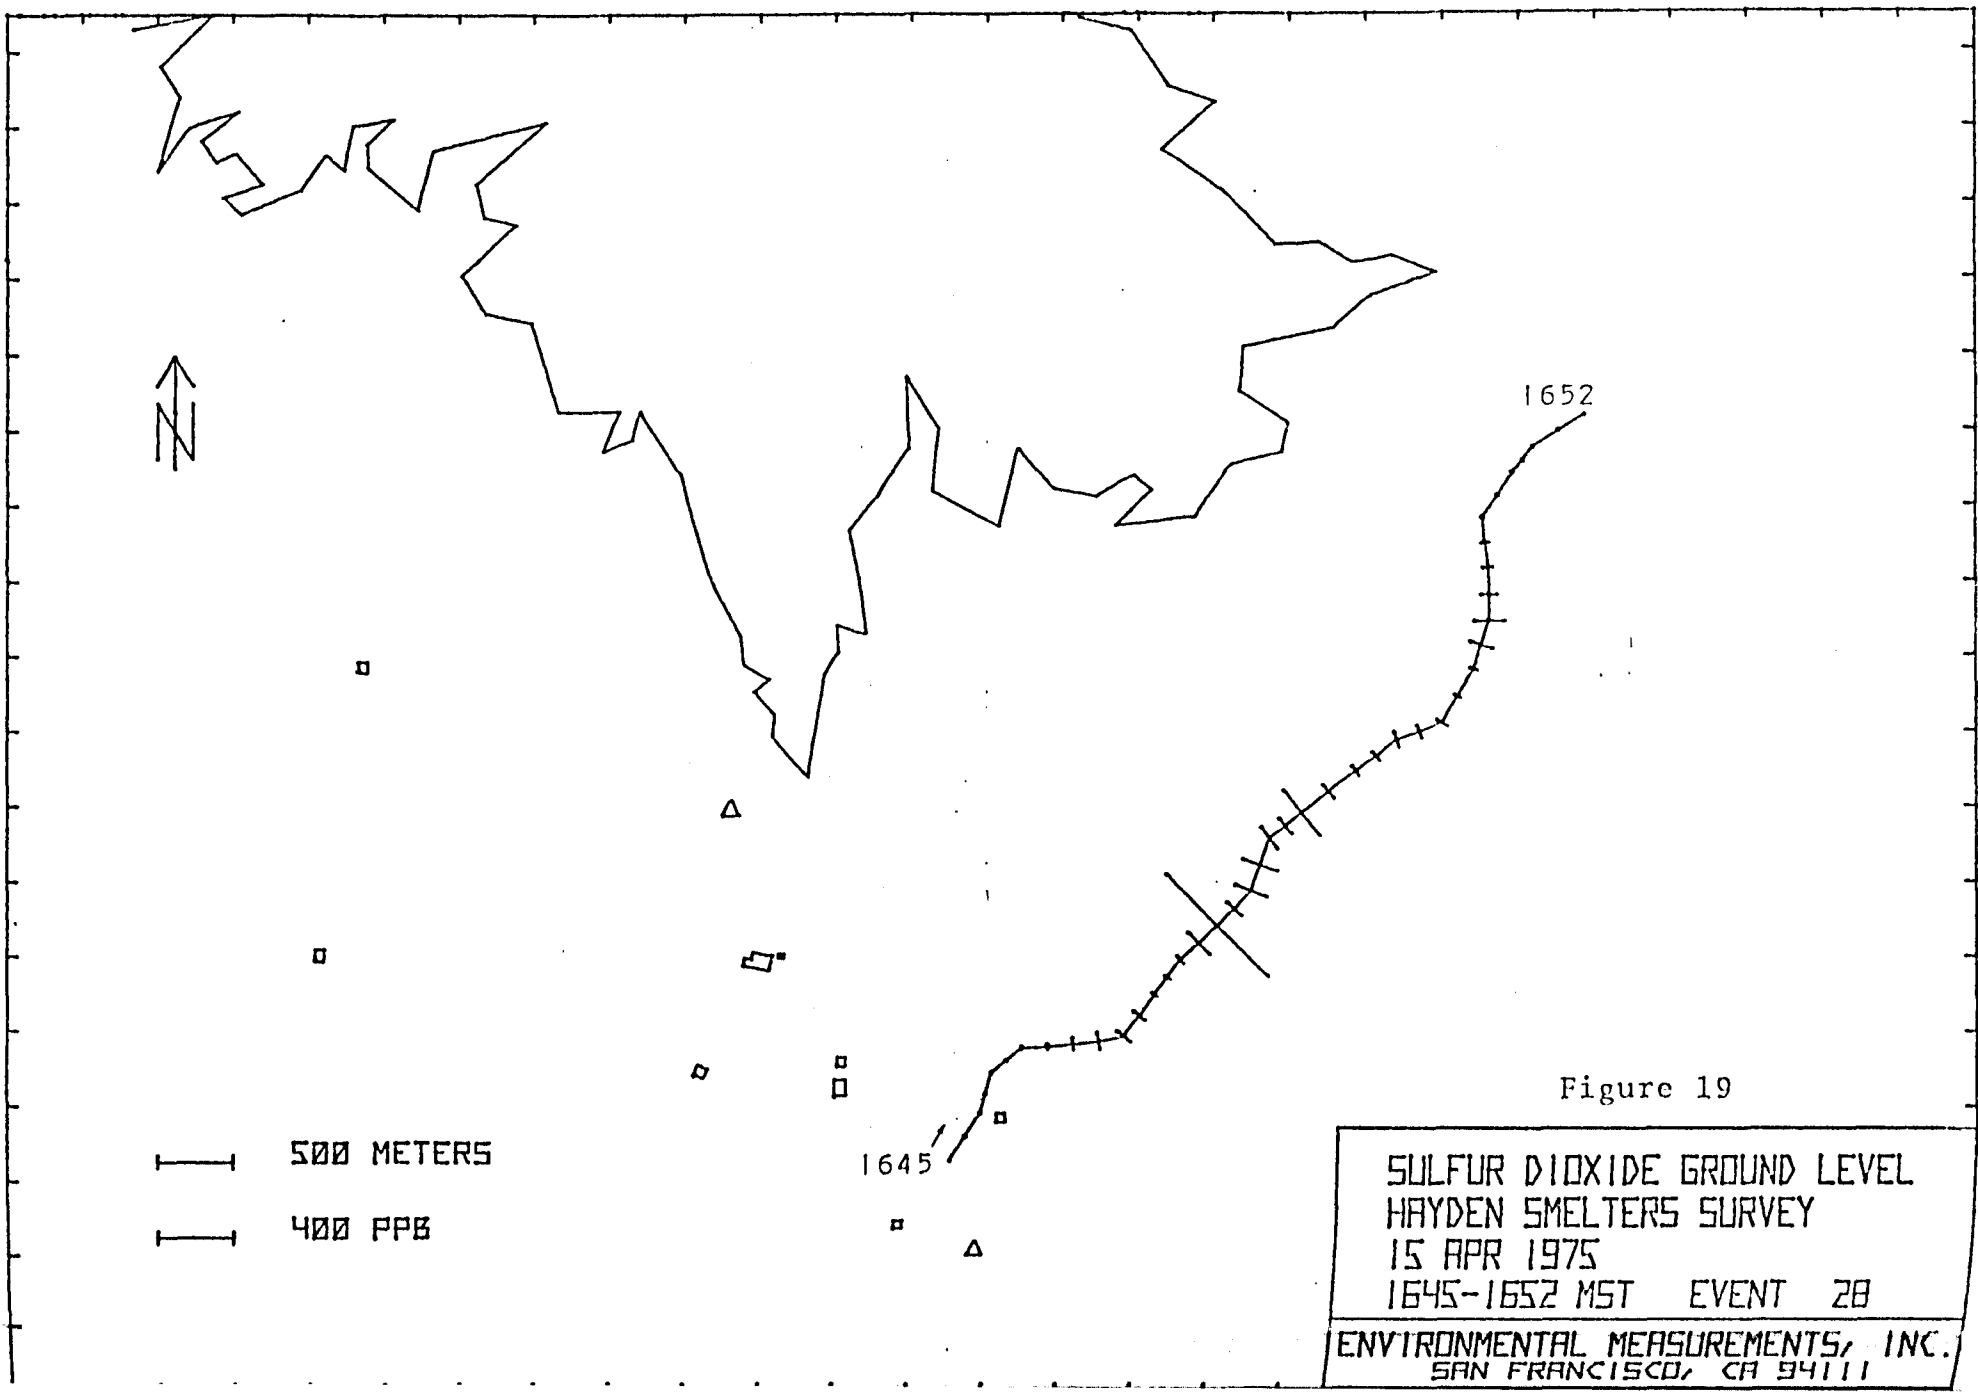 1652
N
Figure 19
500 METERS
1645
400 PPB
SULFUR DIOXIDE GROUND LEVEL
HAYDEN SMELTERS SURVEY
15 APR 1975
1645-1652 MST EVENT 28
ENVIRONMENTAL MEASUREMENTS, INC.
SAN FRANCISCO, CA 94111